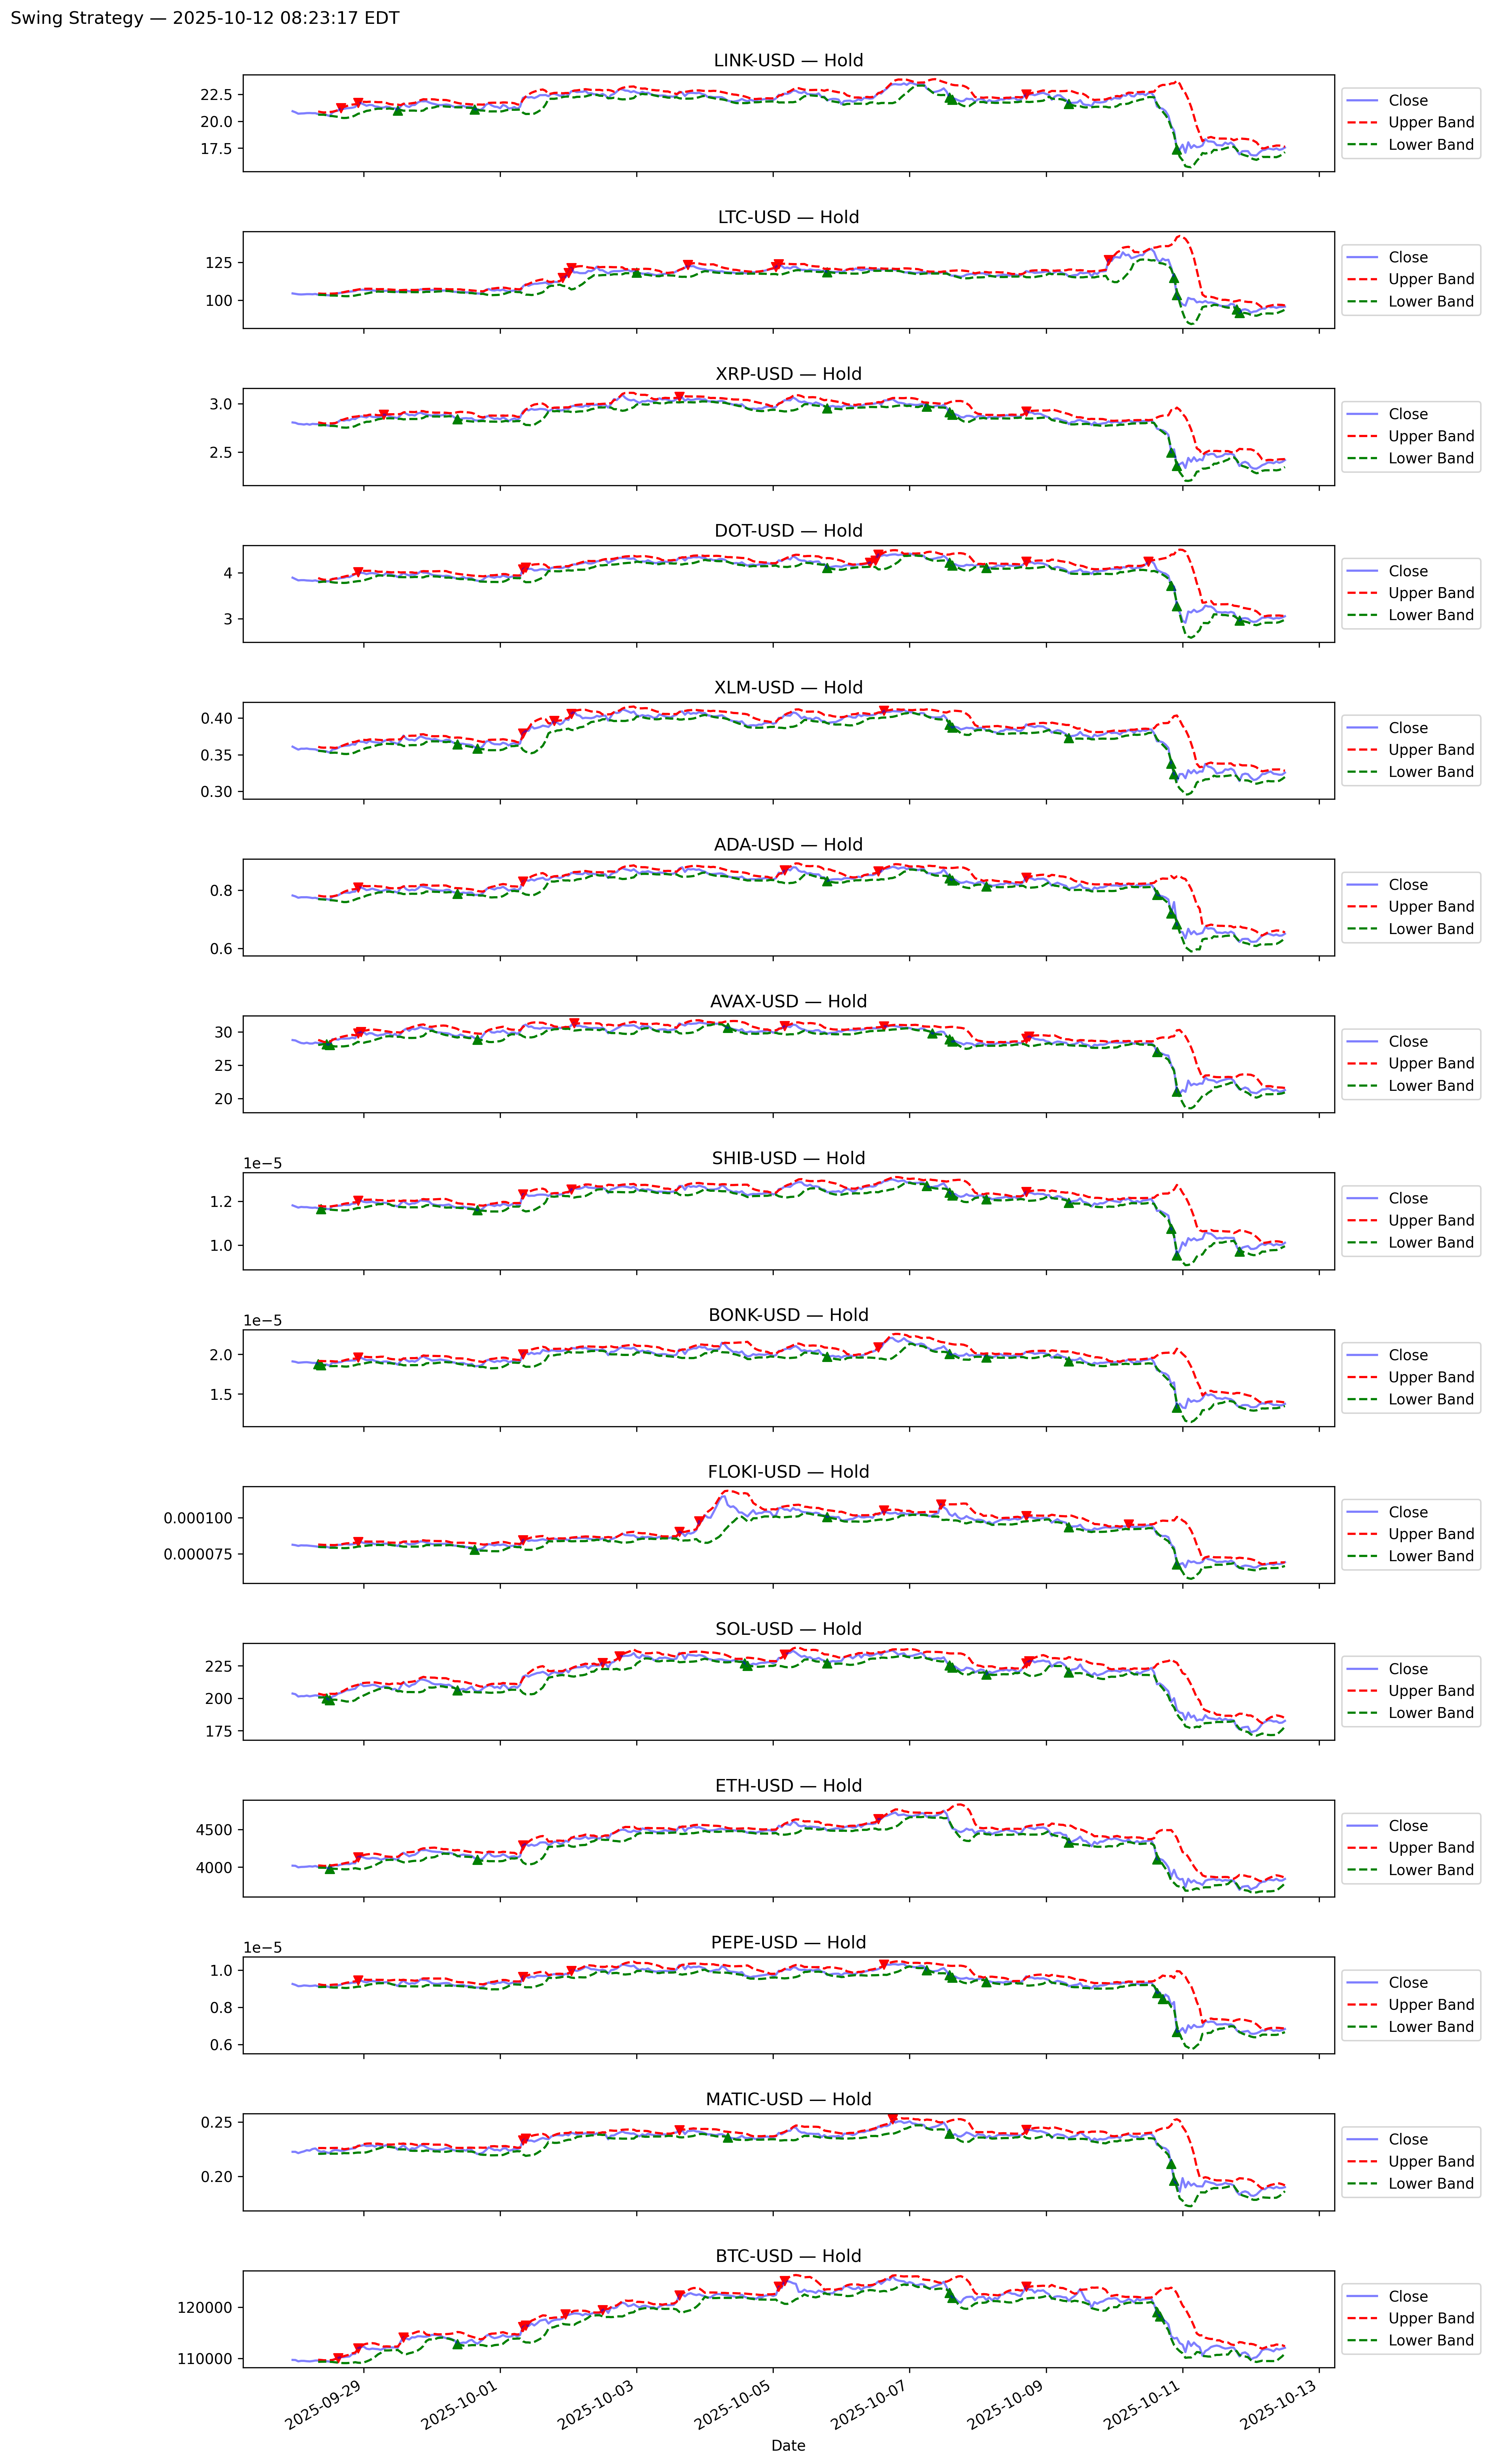 Swing Strategy — 2025-10-12 08:23:17 EDT
LINK-USD — Hold
22.5
20.0
17.5
Close
Upper Band
Lower Band
LTC-USD — Hold
125
100
Close
Upper Band
Lower Band
XRP-USD — Hold
3.0
2.5
Close
Upper Band
Lower Band
DOT-USD — Hold
4
3
Close
Upper Band
Lower Band
XLM-USD — Hold
0.40
0.35
0.30
Close
Upper Band
Lower Band
ADA-USD — Hold
0.8
0.6
Close
Upper Band
Lower Band
AVAX-USD — Hold
30
25
20
Close
Upper Band
Lower Band
SHIB-USD — Hold
1e−5
1.2
1.0
Close
Upper Band
Lower Band
BONK-USD — Hold
1e−5
2.0
1.5
Close
Upper Band
Lower Band
FLOKI-USD — Hold
0.000100
0.000075
Close
Upper Band
Lower Band
SOL-USD — Hold
225
200
175
Close
Upper Band
Lower Band
ETH-USD — Hold
4500
4000
Close
Upper Band
Lower Band
PEPE-USD — Hold
1e−5
1.0
0.8
0.6
Close
Upper Band
Lower Band
MATIC-USD — Hold
0.25
0.20
Close
Upper Band
Lower Band
BTC-USD — Hold
120000
110000
Close
Upper Band
Lower Band
2025-09-29
2025-10-01
2025-10-03
2025-10-05
2025-10-07
2025-10-09
2025-10-11
2025-10-13
Date